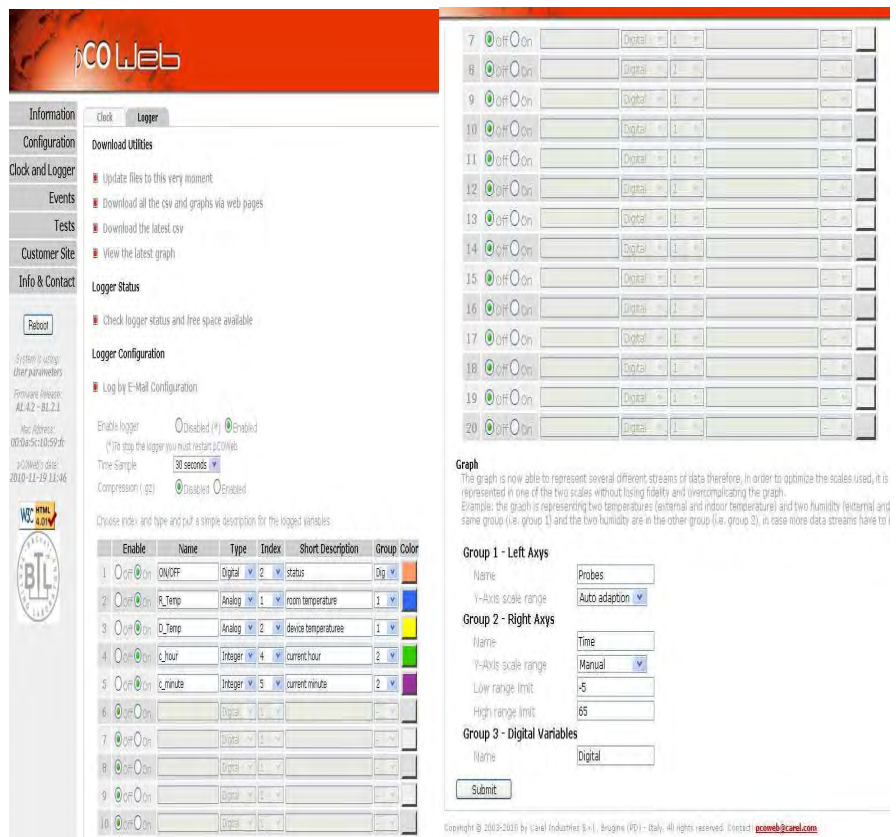 pCO Web
Information
Configuration
Clock and Logger
Events
Tests
Customer Site
Info & Contact
Reboot
System is using:
User parameters
Firmware Release:
A1.4.2 - B1.2.1
Mac Address:
00:0a:5c:10:59:fe
pCOWeb's date:
2010-11-19 11:46
W3C HTML 4.01
BTL
Clock Logger
Download Utilities
Update files to this very moment
Download all the csv and graphs via web pages
Download the latest csv
View the latest graph
Logger Status
Check logger status and free space available
Logger Configuration
Log by E-Mail Configuration
Enable logger Disabled (*) Enabled
(*)To stop the logger you must restart pCOWeb
Time Sample 30 seconds
Compression (.gz) Disabled Enabled
Choose index and type and put a simple description for the logged variables
Enable Name Type Index Short Description Group Color
1 Off On ON/OFF Digital 2 status Dig
2 Off On R_Temp Analog 1 room temperature 1
3 Off On D_Temp Analog 2 device temperaturee 1
4 Off On c_hour Integer 4 current hour 2
5 Off On c_minute Integer 5 current minute 2
6 Off On Digital 1 -
7 Off On Digital 1 -
8 Off On Digital 1 -
9 Off On Digital 1 -
10 Off On Digital 1 -
7 Off On Digital 1 -
8 Off On Digital 1 -
9 Off On Digital 1 -
10 Off On Digital 1 -
11 Off On Digital 1 -
12 Off On Digital 1 -
13 Off On Digital 1 -
14 Off On Digital 1 -
15 Off On Digital 1 -
16 Off On Digital 1 -
17 Off On Digital 1 -
18 Off On Digital 1 -
19 Off On Digital 1 -
20 Off On Digital 1 -
Graph
The graph is now able to represent several different streams of data therefore, in order to optimize the scales used, it is
represented in one of the two scales without losing fidelity and overcomplicating the graph.
Example: the graph is representing two temperatures (external and indoor temperature) and two humidity (external and
same group (i.e. group 1) and the two humidity are in the other group (i.e. group 2), in case more data streams have to
Group 1 - Left Axys
Name Probes
Y-Axis scale range Auto adaption
Group 2 - Right Axys
Name Time
Y-Axis scale range Manual
Low range limit -5
High range limit 65
Group 3 - Digital Variables
Name Digital
Submit
Copyright © 2003-2010 by Carel Industries S.r.l., Brugine (PD) - Italy. All rights reserved. Contact: pcoweb@carel.com